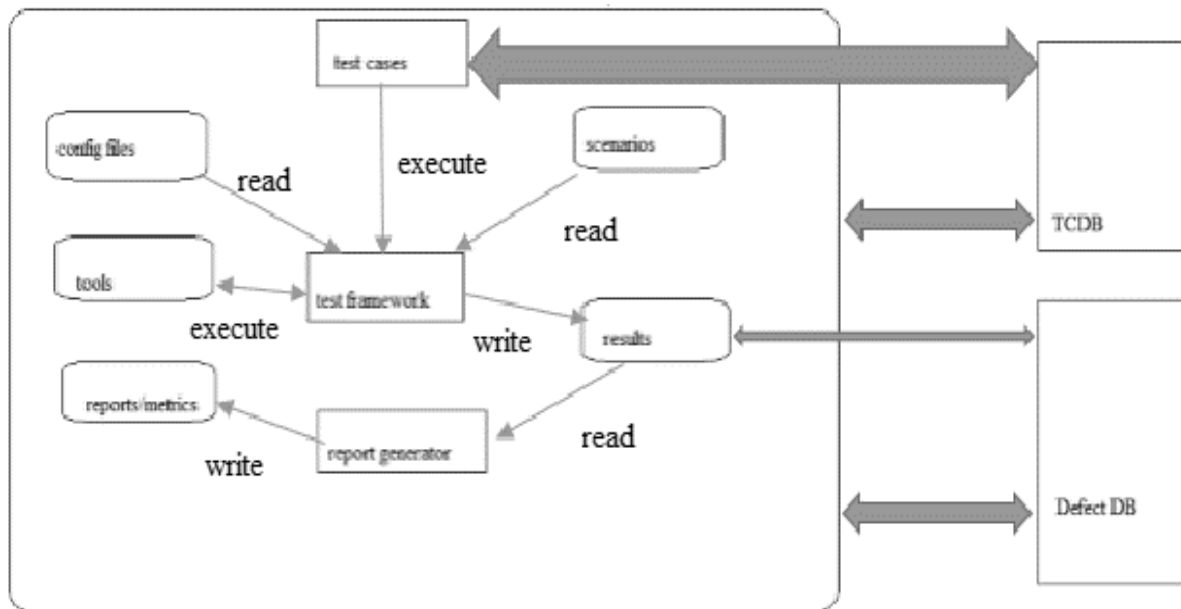 test cases
config files
scenarios
execute
read
read
TCDB
tools
test framework
execute
write
results
reports/metrics
read
report generator
write
Defect DB